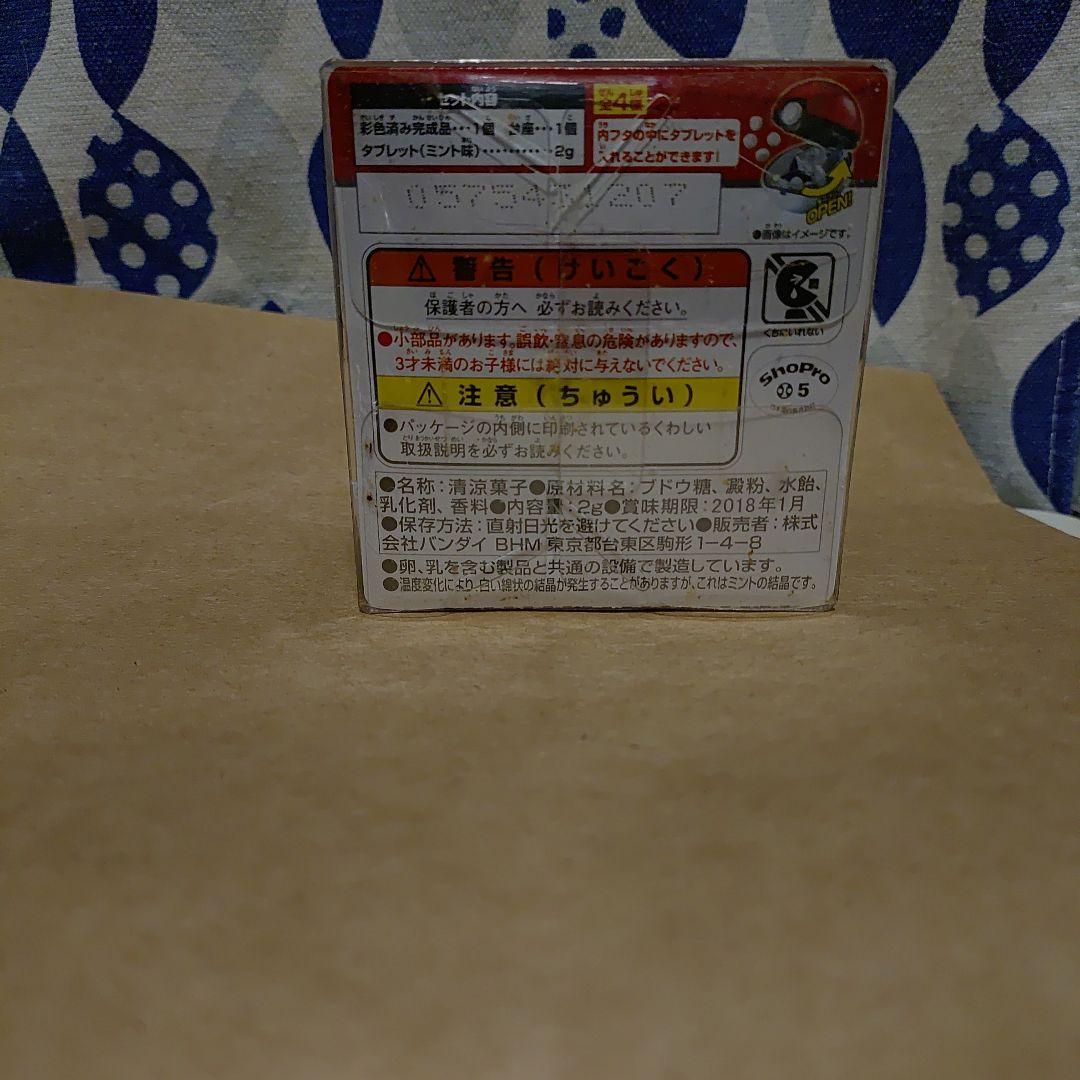 セット内容
彩色済み完成品･･･1個 台座･･･1個
タブレット(ミント味)･･････････2g
全4種
内フタの中にタブレットを
入れることができます!
OPEN!
●画像はイメージです。
警告(けいこく)
保護者の方へ 必ずお読みください。
●小部品があります。誤飲・窒息の危険がありますので、
3才未満のお子様には絶対に与えないでください。
注意(ちゅうい)
●パッケージの内側に印刷されているくわしい
取扱説明を必ずお読みください。
くちにいれない
ShoPro
5
●名称:清涼菓子●原材料名:ブドウ糖、澱粉、水飴、
乳化剤、香料●内容量:2g●賞味期限:2018年1月
●保存方法:直射日光を避けてください●販売者:株式
会社バンダイ BHM 東京都台東区駒形1-4-8
●卵、乳を含む製品と共通の設備で製造しています。
●温度変化により、白い綿状の結晶が発生することがありますが、これはミントの結晶です。